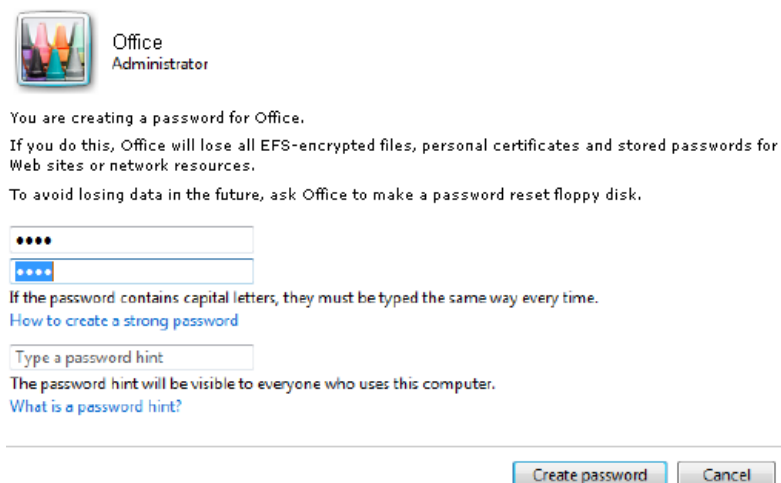 Office
Administrator
You are creating a password for Office.
If you do this, Office will lose all EFS-encrypted files, personal certificates and stored passwords for
Web sites or network resources.
To avoid losing data in the future, ask Office to make a password reset floppy disk.
••••
••••
If the password contains capital letters, they must be typed the same way every time.
How to create a strong password
Type a password hint
The password hint will be visible to everyone who uses this computer.
What is a password hint?
Create password Cancel